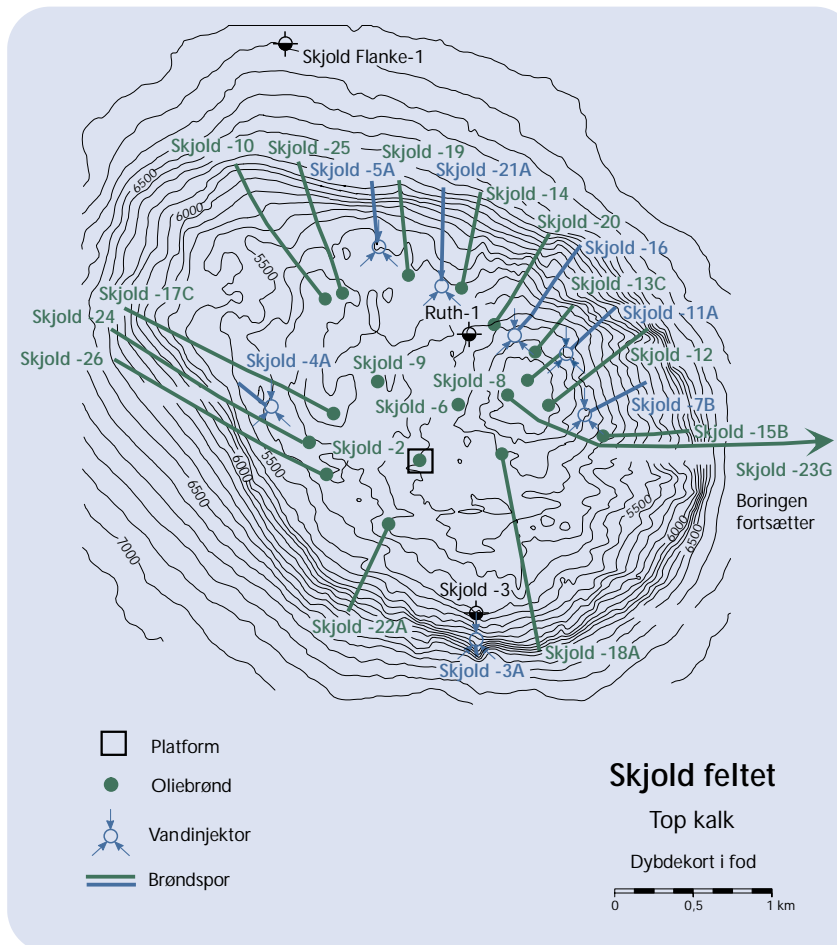 Skjold Flanke-1
Skjold -10
Skjold -25
Skjold -19
Skjold -5A
Skjold -21A
Skjold -14
6500
6000
Skjold -20
Skjold -16
5500
Skjold -13C
Skjold -17C
Skjold -24
Ruth-1
Skjold -11A
Skjold -26
Skjold -4A
Skjold -9
Skjold -12
Skjold -8
Skjold -6
Skjold -7B
Skjold -2
Skjold -15B
6000
5500
Skjold -23G
6500
Boringen
fortsætter
5500
6000
6500
7000
Skjold -3
Skjold -22A
Skjold -18A
Skjold -3A
Platform
Oliebrønd
Vandinjektor
Brøndspor
Skjold feltet
Top kalk
Dybdekort i fod
0 0,5 1 km